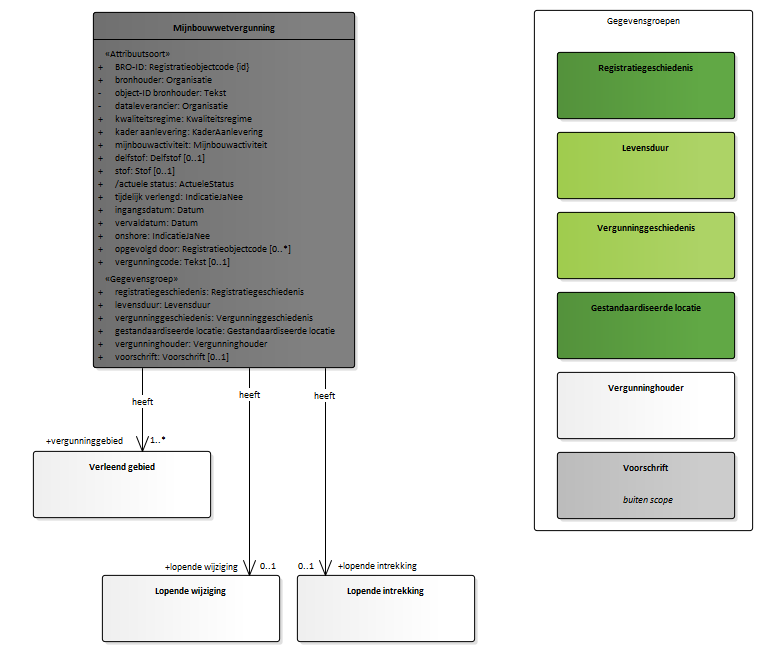 Mijnbouwwetvergunning
«Attribuutsoort»
+ BRO-ID: Registratieobjectcode {id}
+ bronhouder: Organisatie
- object-ID bronhouder: Tekst
- dataleverancier: Organisatie
+ kwaliteitsregime: Kwaliteitsregime
+ kader aanlevering: KaderAanlevering
+ mijnbouwactiviteit: Mijnbouwactiviteit
+ delfstof: Delfstof [0..1]
+ stof: Stof [0..1]
+ /actuele status: ActueleStatus
+ tijdelijk verlengd: IndicatieJaNee
+ ingangsdatum: Datum
+ vervaldatum: Datum
+ onshore: IndicatieJaNee
+ opgevolgd door: Registratieobjectcode [0..*]
+ vergunningcode: Tekst [0..1]
«Gegevensgroep»
+ registratiegeschiedenis: Registratiegeschiedenis
+ levensduur: Levensduur
+ vergunninggeschiedenis: Vergunninggeschiedenis
+ gestandaardiseerde locatie: Gestandaardiseerde locatie
+ vergunninghouder: Vergunninghouder
+ voorschrift: Voorschrift [0..1]
heeft
heeft
heeft
+vergunninggebied 1..*
Verleend gebied
+lopende wijziging 0..1
0..1 +lopende intrekking
Lopende wijziging
Lopende intrekking
Gegevensgroepen
Registratiegeschiedenis
Levensduur
Vergunninggeschiedenis
Gestandaardiseerde locatie
Vergunninghouder
Voorschrift
buiten scope